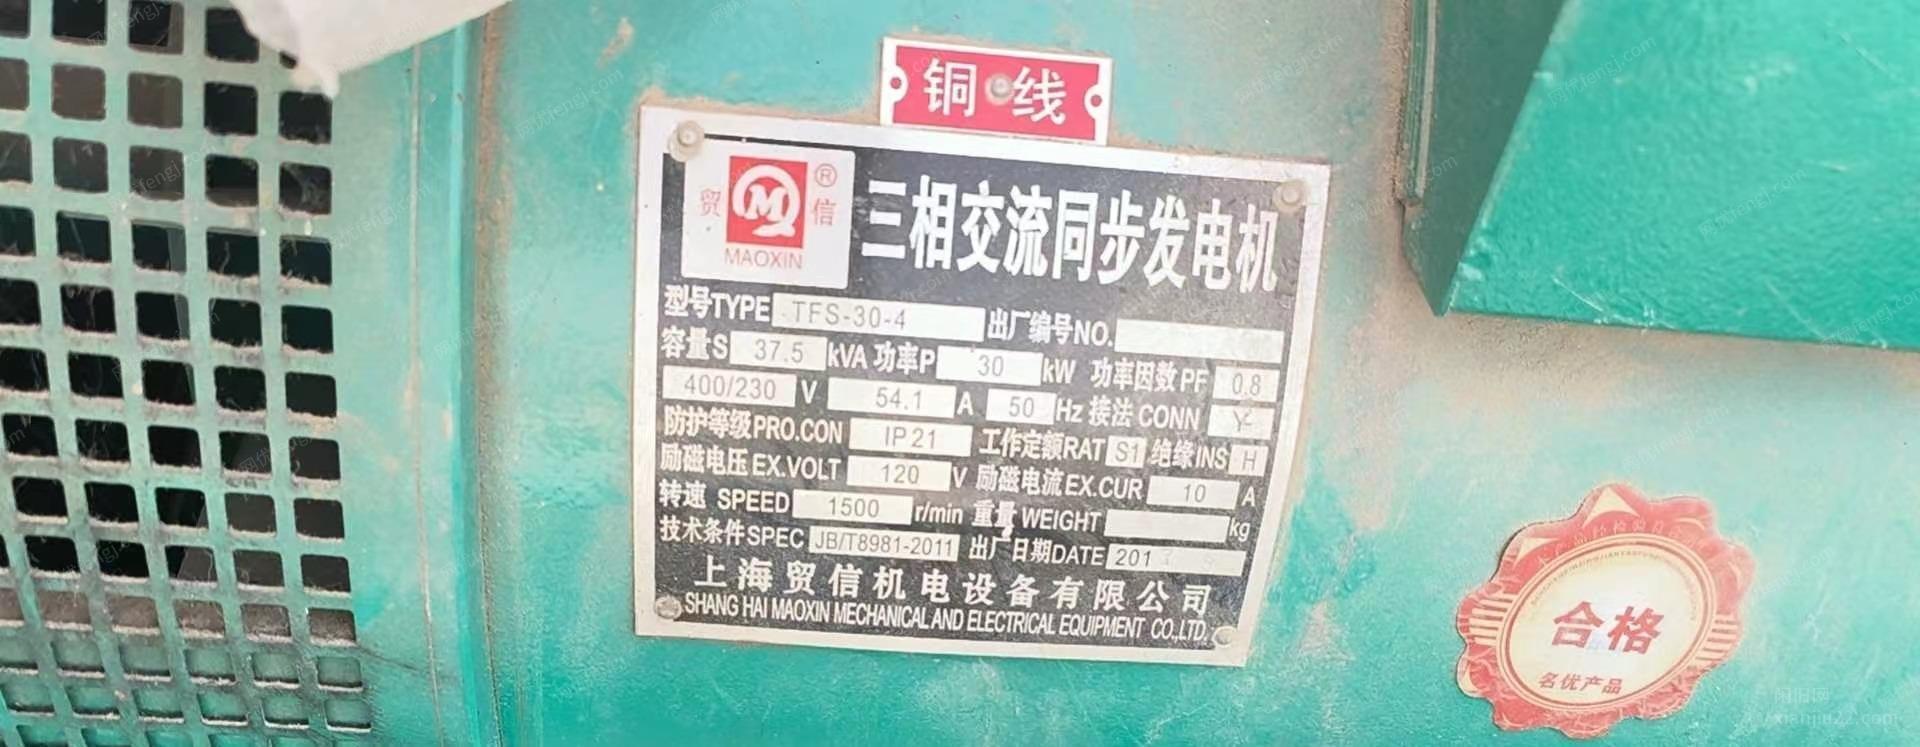 铜线
贸 M 信 ®
MAOXIN
三相交流同步发电机
型号TYPE TFS-30-4 出厂编号NO.
容量S 37.5 kVA 功率P 30 kW 功率因数PF 0.8
400/230 V 54.1 A 50 Hz 接法CONN Y
防护等级PRO.CON IP21 工作定额RAT S1 绝缘INS H
励磁电压EX.VOLT 120 V 励磁电流EX.CUR 10 A
转速 SPEED 1500 r/min 重量WEIGHT kg
技术条件SPEC JB/T8981-2011 出厂日期DATE 201
上海贸信机电设备有限公司
SHANG HAI MAOXIN MECHANICAL AND ELECTRICAL EQUIPMENT CO.,LTD.
合格
名优产品
xianjiu22.com